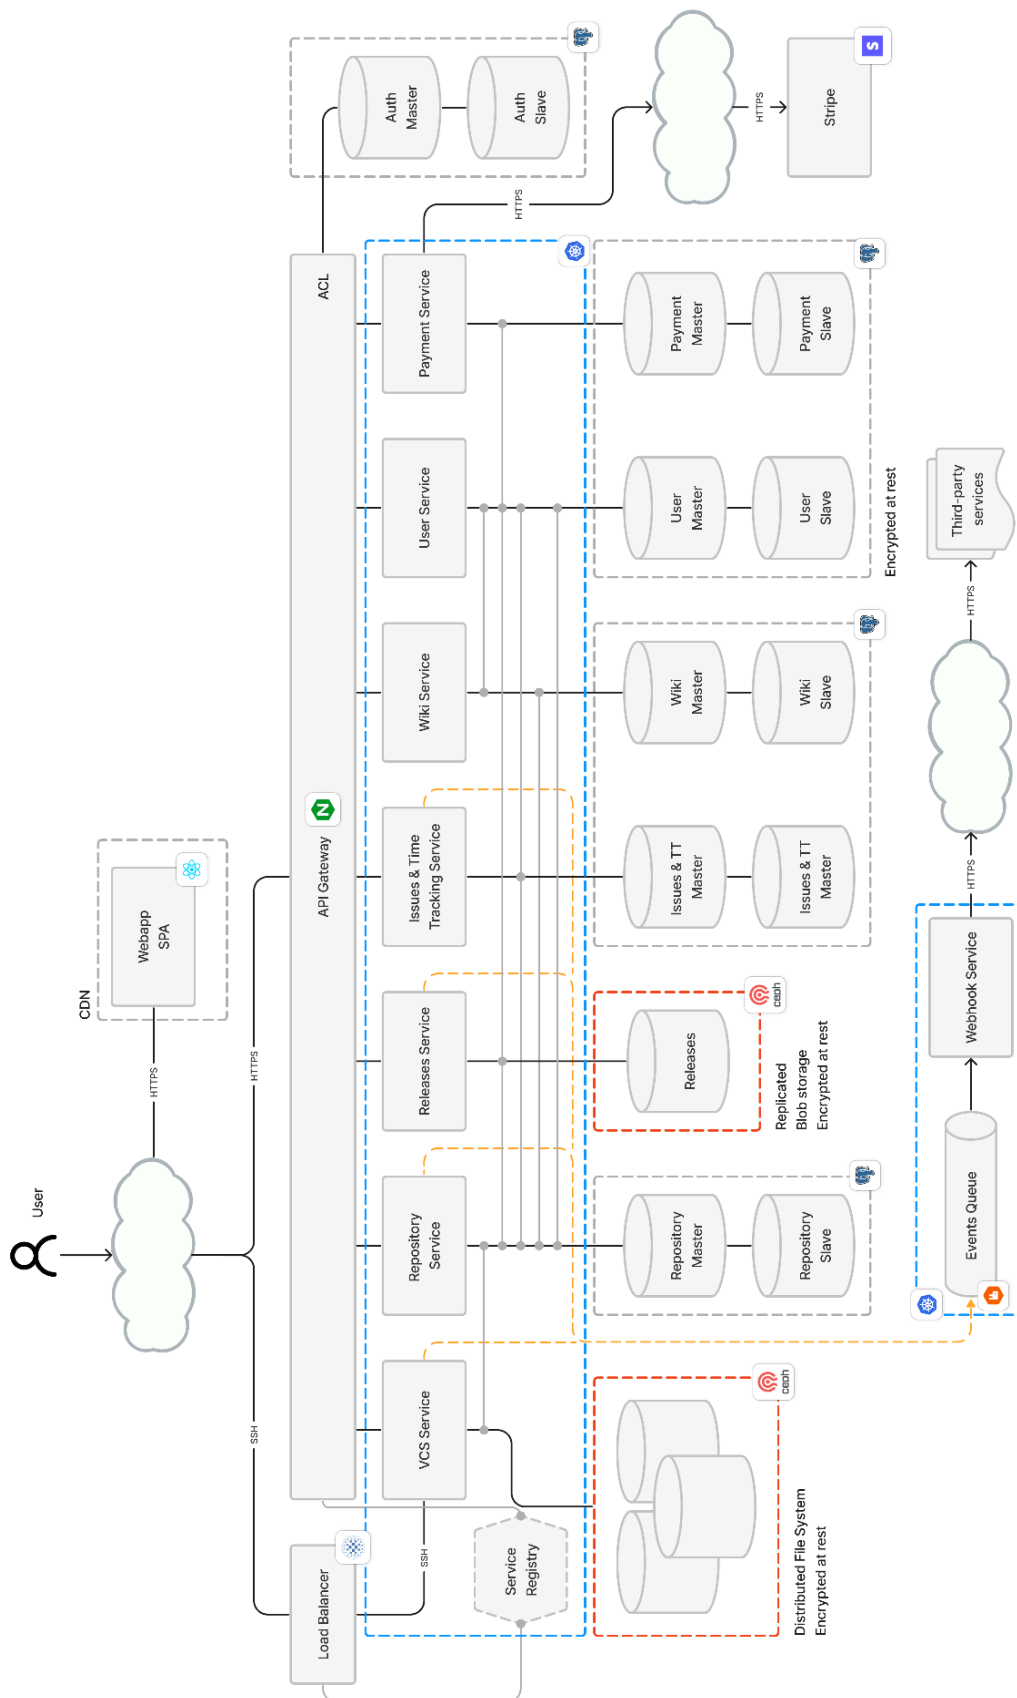 User
CDN
Webapp
SPA
HTTPS
HTTPS
SSH
Load Balancer
API Gateway
ACL
Auth
Master
Auth
Slave
HTTPS
HTTPS
Stripe
S
N
SSH
VCS Service
Repository
Service
Releases Service
Issues & Time
Tracking Service
Wiki Service
User Service
Payment Service
Service
Registry
Distributed File System
Encrypted at rest
ceph
Repository
Master
Repository
Slave
Releases
ceph
Replicated
Blob storage
Encrypted at rest
Issues & TT
Master
Issues & TT
Master
Wiki
Master
Wiki
Slave
User
Master
User
Slave
Payment
Master
Payment
Slave
Encrypted at rest
Events Queue
Webhook Service
HTTPS
HTTPS
Third-party
services